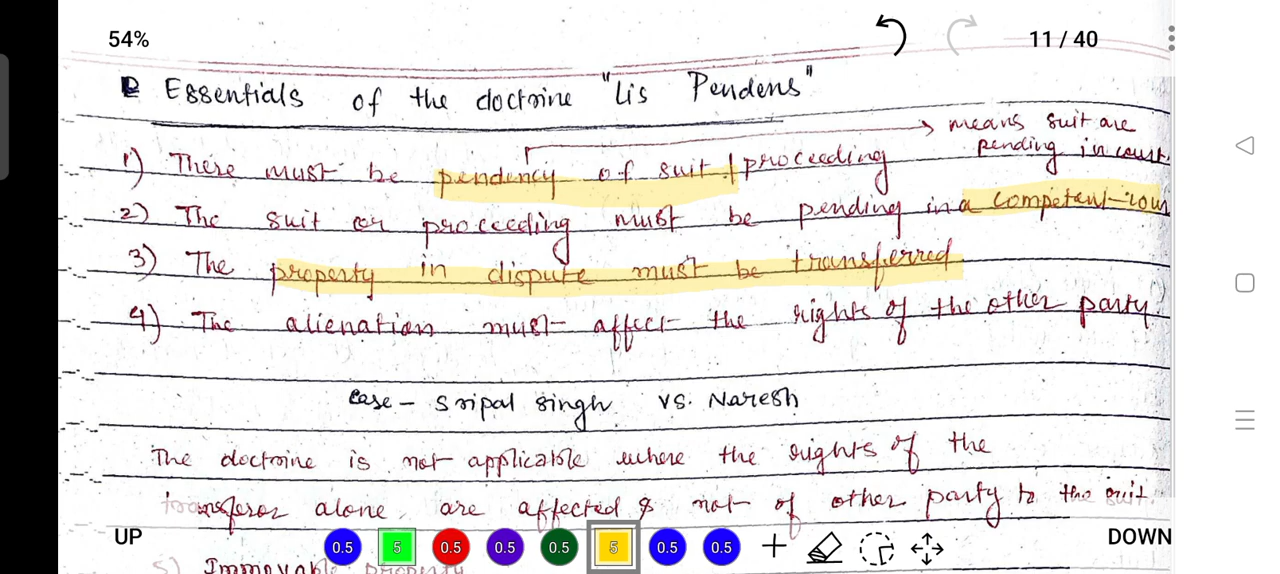 54%
11 / 40
Essentials of the doctrine "Lis Pendens"
→ means suit are
pending in court
1) There must be pendency of suit / proceeding
2) The suit or proceeding must be pending in a competent cou
3) The property in dispute must be transferred
4) The alienation must affect the rights of the other party.
Case - Sripal Singh vs. Naresh
The doctrine is not applicable where the rights of the
transferor alone are affected & not of other party to the suit.
UP
0.5 5 0.5 0.5 0.5 5 0.5 0.5
DOWN
5) Immovable property